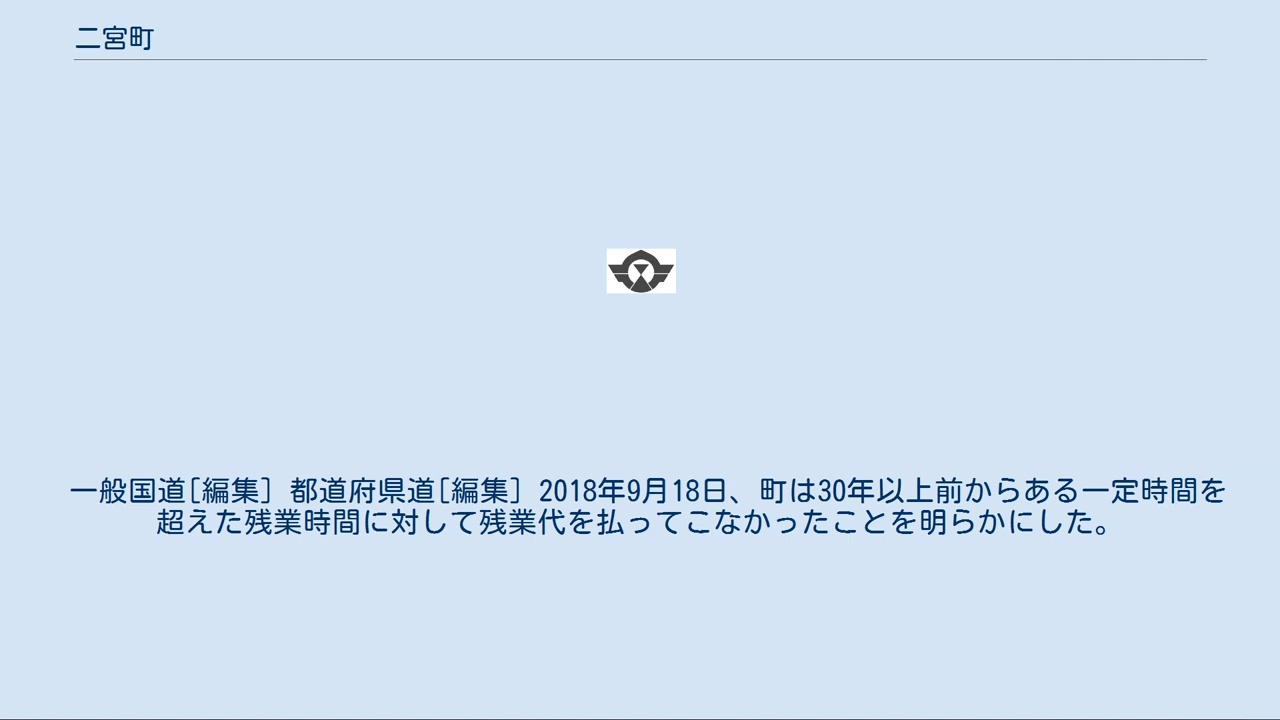 二宮町
一般国道[編集] 都道府県道[編集] 2018年9月18日、町は30年以上前からある一定時間を
超えた残業時間に対して残業代を払ってこなかったことを明らかにした。